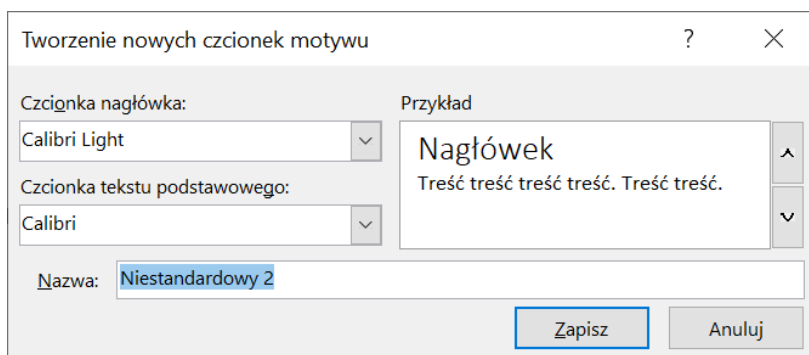 Tworzenie nowych czcionek motywu
Czcionka nagłówka:
Calibri Light
Czcionka tekstu podstawowego:
Calibri
Przykład
Nagłówek
Treść treść treść treść. Treść treść.
Nazwa: Niestandardowy 2
Zapisz Anuluj